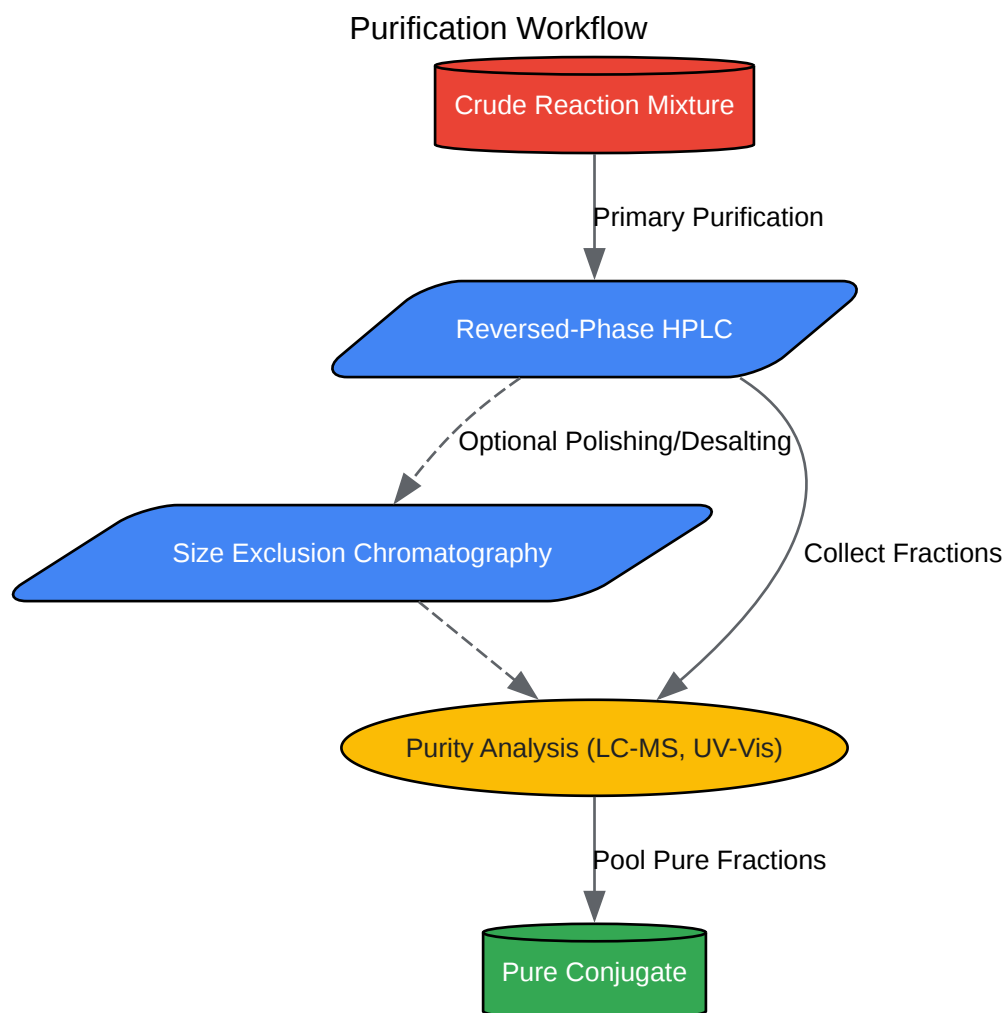 Purification Workflow
Crude Reaction Mixture
Primary Purification
Reversed-Phase HPLC
Optional Polishing/Desalting
Size Exclusion Chromatography
Collect Fractions
Purity Analysis (LC-MS, UV-Vis)
Pool Pure Fractions
Pure Conjugate